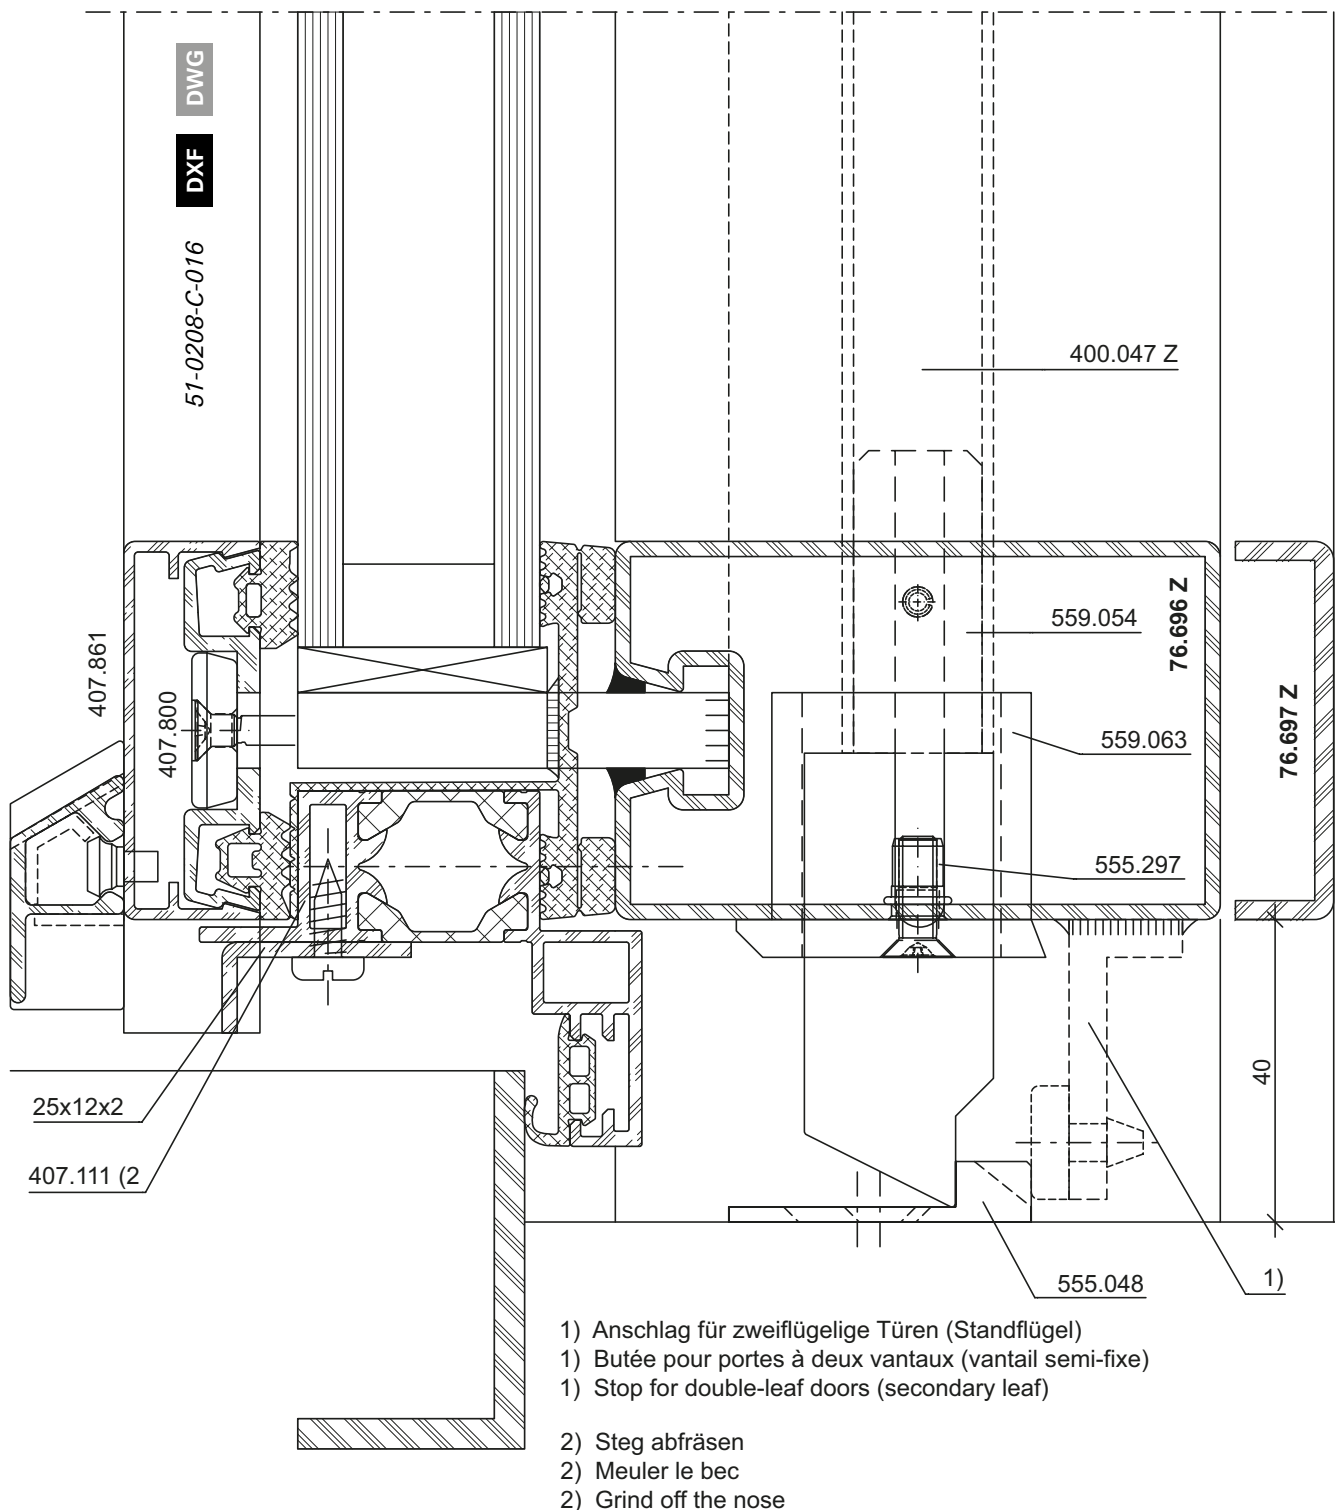 DWG
DXF
51-0208-C-016
400.047 Z
559.054
76.696 Z
407.861
407.800
559.063
76.697 Z
555.297
40
25x12x2
407.111 (2
555.048
1)
1) Anschlag für zweiflügelige Türen (Standflügel)
1) Butée pour portes à deux vantaux (vantail semi-fixe)
1) Stop for double-leaf doors (secondary leaf)
2) Steg abfräsen
2) Meuler le bec
2) Grind off the nose